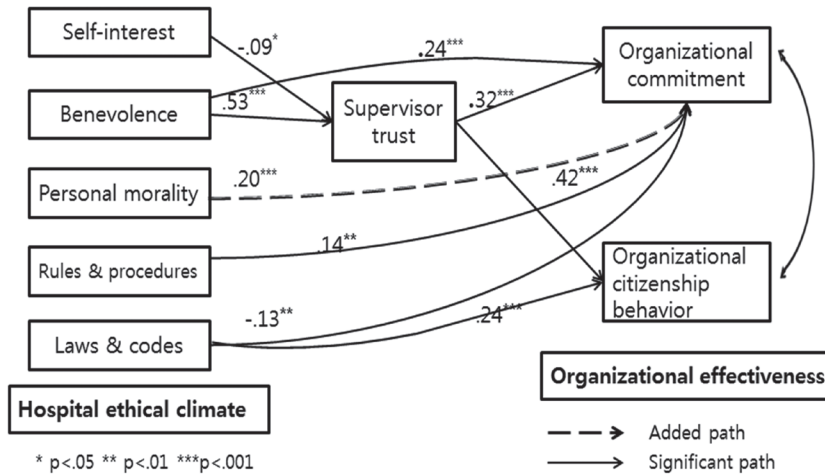 Self-interest
-.09*
.24***
Organizational
commitment
Benevolence
.53***
Supervisor
trust
.32***
Personal morality
.20***
.42***
Rules & procedures
.14**
Organizational
citizenship
behavior
Laws & codes
-.13**
.24***
Hospital ethical climate
Organizational effectiveness
* p<.05 ** p<.01 ***p<.001
Added path
Significant path